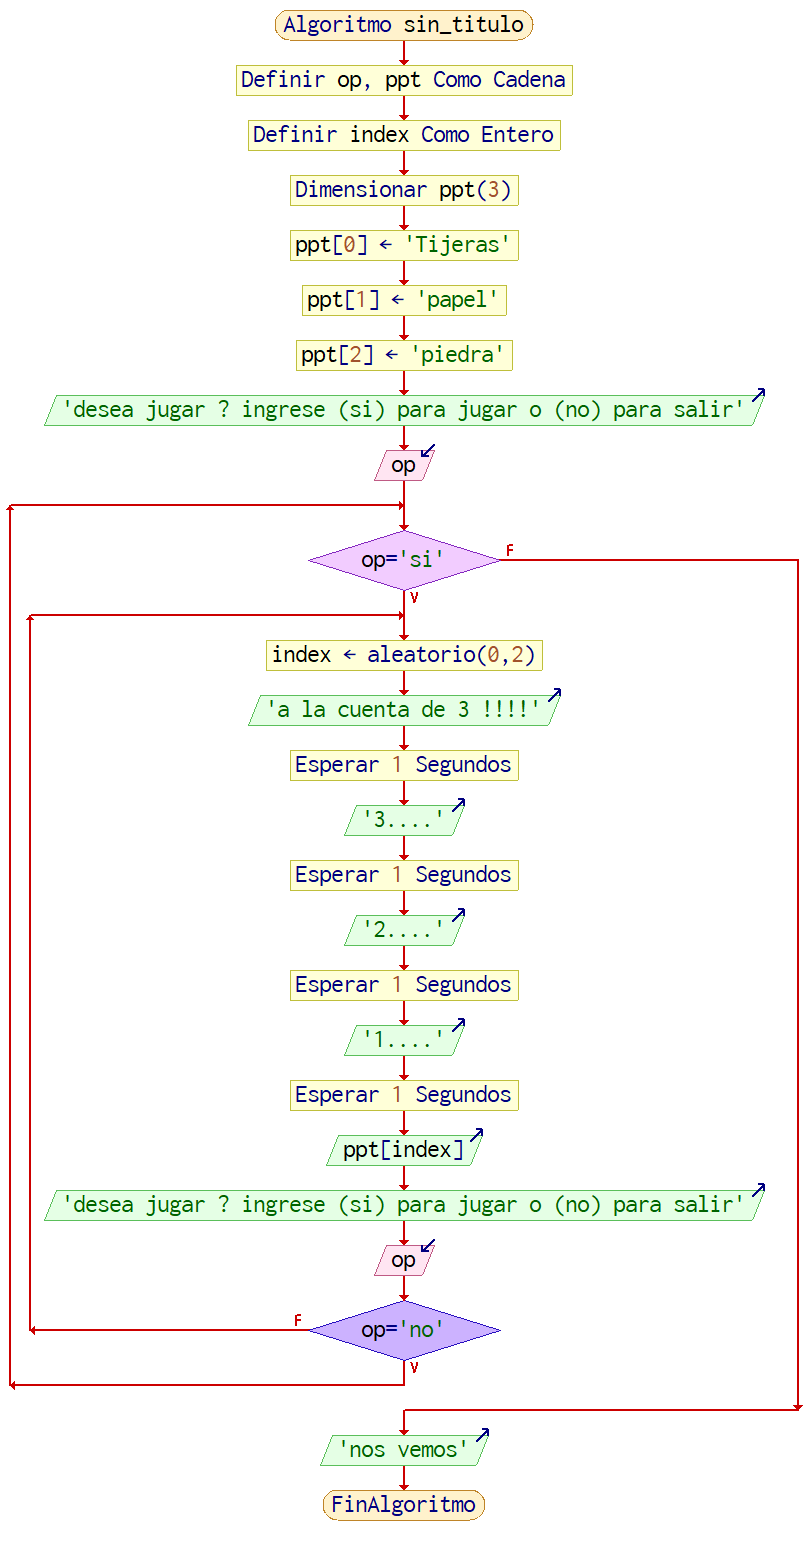 Algoritmo sin_titulo
Definir op, ppt Como Cadena
Definir index Como Entero
Dimensionar ppt(3)
ppt[0] ← 'Tijeras'
ppt[1] ← 'papel'
ppt[2] ← 'piedra'
'desea jugar ? ingrese (si) para jugar o (no) para salir'
op
op='si'
F
V
index ← aleatorio(0,2)
'a la cuenta de 3 !!!!'
Esperar 1 Segundos
'3....'
Esperar 1 Segundos
'2....'
Esperar 1 Segundos
'1....'
Esperar 1 Segundos
ppt[index]
'desea jugar ? ingrese (si) para jugar o (no) para salir'
op
F
op='no'
V
'nos vemos'
FinAlgoritmo